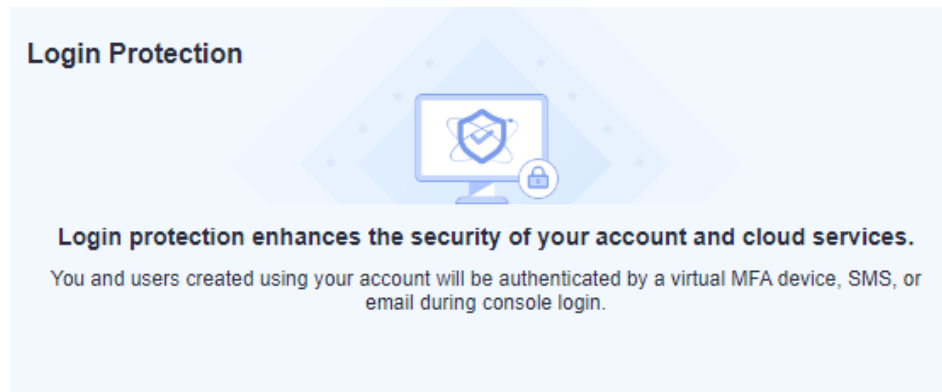 Login Protection
Login protection enhances the security of your account and cloud services.
You and users created using your account will be authenticated by a virtual MFA device, SMS, or
email during console login.